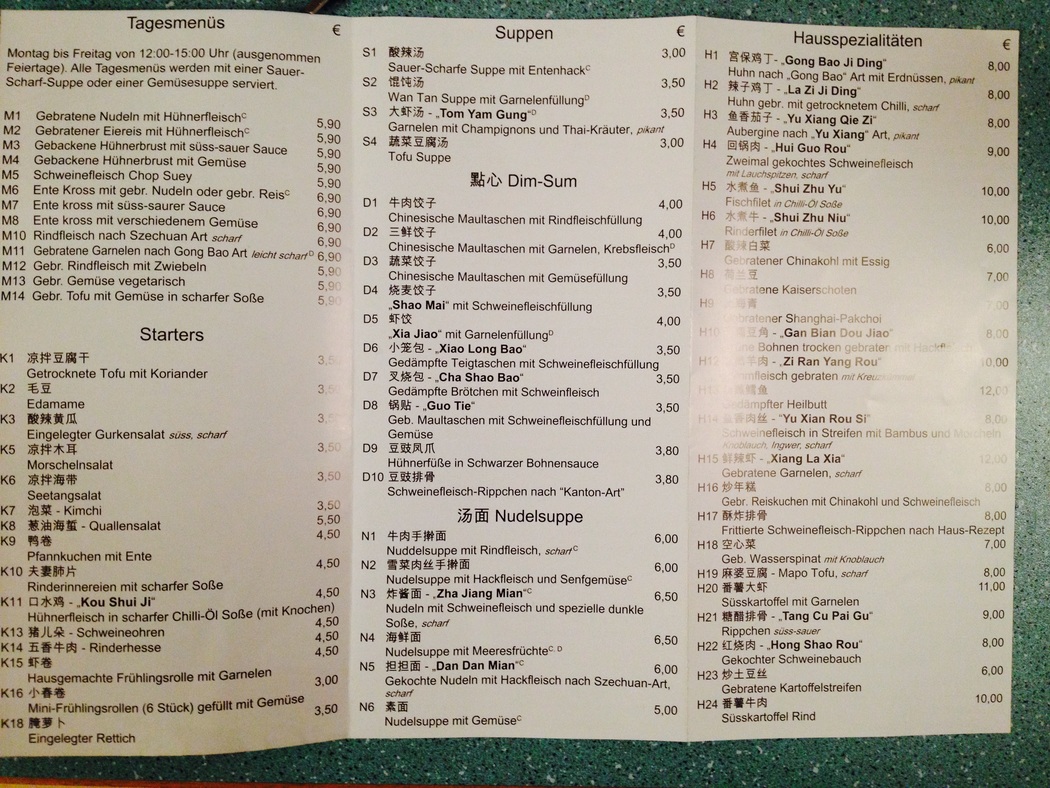 Tagesmenüs
€
Montag bis Freitag von 12:00-15:00 Uhr (ausgenommen
Feiertage). Alle Tagesmenüs werden mit einer Sauer-
Scharf-Suppe oder einer Gemüsesuppe serviert.
M1 Gebratene Nudeln mit Hühnerfleischᶜ 5,90
M2 Gebratener Eiereis mit Hühnerfleischᶜ 5,90
M3 Gebackene Hühnerbrust mit süss-sauer Sauce 5,90
M4 Gebackene Hühnerbrust mit Gemüse 5,90
M5 Schweinefleisch Chop Suey 5,90
M6 Ente Kross mit gebr. Nudeln oder gebr. Reisᶜ 6,90
M7 Ente kross mit süss-saurer Sauce 6,90
M8 Ente kross mit verschiedenem Gemüse 6,90
M10 Rindfleisch nach Szechuan Art scharf 6,90
M11 Gebratene Garnelen nach Gong Bao Art leicht scharfᴰ 6,90
M12 Gebr. Rindfleisch mit Zwiebeln 5,90
M13 Gebr. Gemüse vegetarisch 5,90
M14 Gebr. Tofu mit Gemüse in scharfer Soße 5,90
Starters
K1 凉拌豆腐干 3,5
Getrocknete Tofu mit Koriander
K2 毛豆 3,5
Edamame
K3 酸辣黄瓜 3,5
Eingelegter Gurkensalat süss, scharf
K5 凉拌木耳 3,50
Morschelnsalat
K6 凉拌海带 3,50
Seetangsalat
K7 泡菜 - Kimchi 3,50
K8 葱油海蜇 - Quallensalat 5,50
K9 鸭卷 4,50
Pfannkuchen mit Ente
K10 夫妻肺片 4,50
Rinderinnereien mit scharfer Soße
K11 口水鸡 - „Kou Shui Ji“ 4,50
Hühnerfleisch in scharfer Chilli-Öl Soße (mit Knochen)
K13 猪儿朵 - Schweineohren 4,50
K14 五香牛肉 - Rinderhesse 4,50
K15 虾卷
Hausgemachte Frühlingsrolle mit Garnelen
K16 小春卷 3,00
Mini-Frühlingsrollen (6 Stück) gefüllt mit Gemüse
K18 腌萝卜 3,50
Eingelegter Rettich
Suppen
€
S1 酸辣汤 3,00
Sauer-Scharfe Suppe mit Entenhackᶜ
S2 馄饨汤 3,50
Wan Tan Suppe mit Garnelenfüllungᴰ
S3 大虾汤 - „Tom Yam Gung“ᴰ 3,50
Garnelen mit Champignons und Thai-Kräuter, pikant
S4 蔬菜豆腐汤 3,00
Tofu Suppe
點心 Dim-Sum
D1 牛肉饺子 4,00
Chinesische Maultaschen mit Rindfleischfüllung
D2 三鲜饺子 4,00
Chinesische Maultaschen mit Garnelen, Krebsfleischᴰ
D3 蔬菜饺子 3,50
Chinesische Maultaschen mit Gemüsefüllung
D4 烧麦饺子 3,50
„Shao Mai“ mit Schweinefleischfüllung
D5 虾饺 4,00
„Xia Jiao“ mit Garnelenfüllungᴰ
D6 小笼包 - „Xiao Long Bao“ 3,50
Gedämpfte Teigtaschen mit Schweinefleischfüllung
D7 叉烧包 - „Cha Shao Bao“ 3,50
Gedämpfte Brötchen mit Schweinefleisch
D8 锅贴 - „Guo Tie“ 3,50
Geb. Maultaschen mit Schweinefleischfüllung und
Gemüse
D9 豆豉凤爪 3,80
Hühnerfüße in Schwarzer Bohnensauce
D10 豆豉排骨 3,80
Schweinefleisch-Rippchen nach “Kanton-Art”
汤面 Nudelsuppe
N1 牛肉手擀面 6,00
Nuddelsuppe mit Rindfleisch, scharfᶜ
N2 雪菜肉丝手擀面 6,00
Nudelsuppe mit Hackfleisch und Senfgemüseᶜ
N3 炸酱面 - „Zha Jiang Mian“ᶜ 6,50
Nudeln mit Schweinefleisch und spezielle dunkle
Soße, scharf
N4 海鲜面 6,50
Nudelsuppe mit Meeresfrüchteᶜ·ᴰ
N5 担担面 - „Dan Dan Mian“ᶜ 6,00
Gekochte Nudeln mit Hackfleisch nach Szechuan-Art,
scharf
N6 素面 5,00
Nudelsuppe mit Gemüseᶜ
Hausspezialitäten
€
H1 宫保鸡丁 - „Gong Bao Ji Ding“ 8,00
Huhn nach „Gong Bao“ Art mit Erdnüssen, pikant
H2 辣子鸡丁 - „La Zi Ji Ding“ 8,00
Huhn gebr. mit getrocknetem Chilli, scharf
H3 鱼香茄子 - „Yu Xiang Qie Zi“ 8,00
Aubergine nach „Yu Xiang“ Art, pikant
H4 回锅肉 - „Hui Guo Rou“ 9,00
Zweimal gekochtes Schweinefleisch
mit Lauchspitzen, scharf
H5 水煮鱼 - „Shui Zhu Yu“ 10,00
Fischfilet in Chilli-Öl Soße
H6 水煮牛 - „Shui Zhu Niu“ 10,00
Rinderfilet in Chilli-Öl Soße
H7 酸辣白菜 6,00
Gebratener Chinakohl mit Essig
H8 荷兰豆 7,00
Gebratene Kaiserschoten
H9 上海青 7,00
Gebratener Shanghai-Pakchoi
H10 豆角 - „Gan Bian Dou Jiao“ 8,00
Grüne Bohnen trocken gebraten mit Hackfleisch
H12 羊肉 - „Zi Ran Yang Rou“ 10,00
Lammfleisch gebraten mit Kreuzkümmel
H13 鳕鱼 12,00
Gedämpfter Heilbutt
H14 鱼香肉丝 - “Yu Xian Rou Si” 8,00
Schweinefleisch in Streifen mit Bambus und Morcheln
Knoblauch, Ingwer, scharf
H15 鲜辣虾 - „Xiang La Xia“ 12,00
Gebratene Garnelen, scharf
H16 炒年糕 8,00
Gebr. Reiskuchen mit Chinakohl und Schweinefleisch
H17 酥炸排骨 8,00
Frittierte Schweinefleisch-Rippchen nach Haus-Rezept
H18 空心菜 7,00
Geb. Wasserspinat mit Knoblauch
H19 麻婆豆腐 - Mapo Tofu, scharf 8,00
H20 番薯大虾 11,00
Süsskartoffel mit Garnelen
H21 糖醋排骨 - „Tang Cu Pai Gu“ 9,00
Rippchen süss-sauer
H22 红烧肉 - „Hong Shao Rou“ 8,00
Gekochter Schweinebauch
H23 炒土豆丝 6,00
Gebratene Kartoffelstreifen
H24 番薯牛肉 10,00
Süsskartoffel Rind